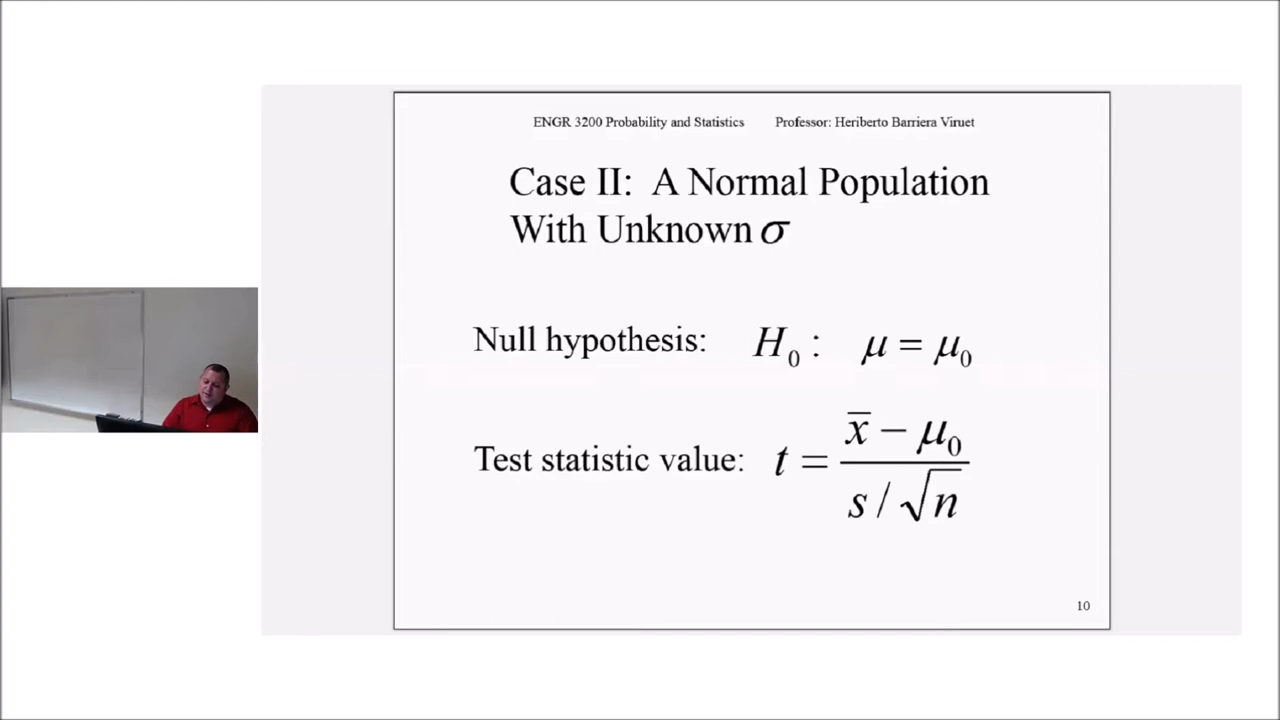 ENGR 3200 Probability and Statistics Professor: Heriberto Barriera Viruet
Case II: A Normal Population
With Unknown σ
Null hypothesis: H₀ : μ = μ₀
Test statistic value: t = (x̄ − μ₀) / (s / √n)
10